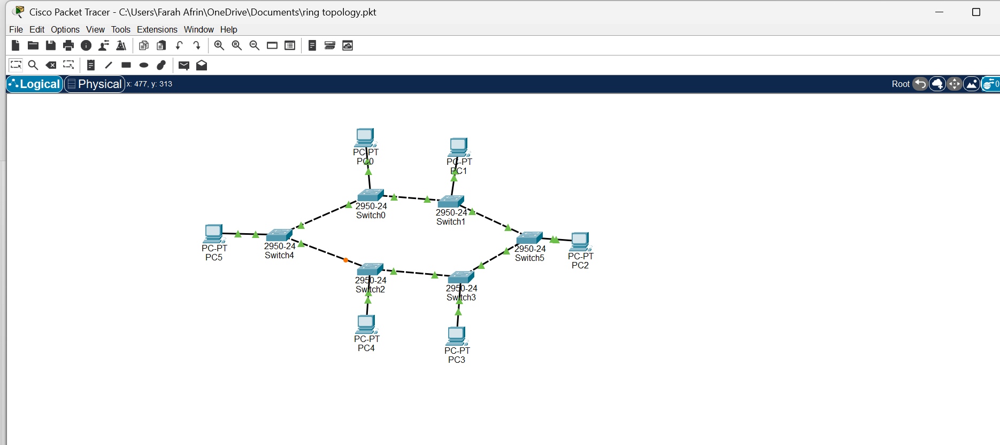 Cisco Packet Tracer - C:\Users\Farah Afrin\OneDrive\Documents\ring topology.pkt
File Edit Options View Tools Extensions Window Help
Logical Physical x: 477, y: 313 Root
PC-PT
PC0
PC-PT
PC1
2950-24
Switch0
2950-24
Switch1
PC-PT
PC5
2950-24
Switch4
2950-24
Switch5
PC-PT
PC2
2950-24
Switch2
2950-24
Switch3
PC-PT
PC4
PC-PT
PC3